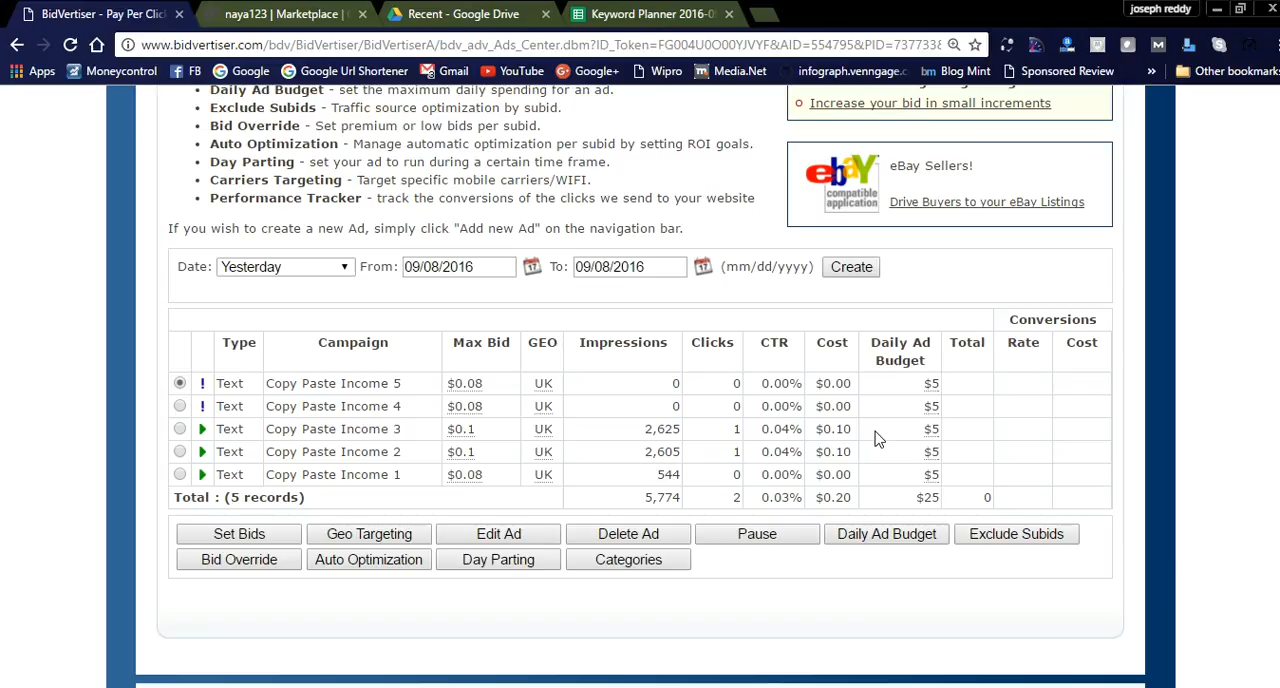 BidVertiser - Pay Per Clic
naya123 | Marketplace |
Recent - Google Drive
Keyword Planner 2016-0
joseph reddy
www.bidvertiser.com/bdv/BidVertiser/BidVertiserA/bdv_adv_Ads_Center.dbm?ID_Token=FG004U0O00YJVYF&AID=554795&PID=737733
Apps Moneycontrol FB Google Google Url Shortener Gmail YouTube Google+ Wipro Media.Net infograph.venngage.c Blog Mint Sponsored Review » Other bookmarks
Daily Ad Budget - set the maximum daily spending for an ad.
Exclude Subids - Traffic source optimization by subid.
Bid Override - Set premium or low bids per subid.
Auto Optimization - Manage automatic optimization per subid by setting ROI goals.
Day Parting - set your ad to run during a certain time frame.
Carriers Targeting - Target specific mobile carriers/WIFI.
Performance Tracker - track the conversions of the clicks we send to your website
If you wish to create a new Ad, simply click "Add new Ad" on the navigation bar.
Increase your bid in small increments
ebY
compatible
application
eBay Sellers!
Drive Buyers to your eBay Listings
Date: Yesterday From: 09/08/2016 To: 09/08/2016 (mm/dd/yyyy) Create
Conversions
Type Campaign Max Bid GEO Impressions Clicks CTR Cost Daily Ad Budget Total Rate Cost
! Text Copy Paste Income 5 $0.08 UK 0 0 0.00% $0.00 $5
! Text Copy Paste Income 4 $0.08 UK 0 0 0.00% $0.00 $5
Text Copy Paste Income 3 $0.1 UK 2,625 1 0.04% $0.10 $5
Text Copy Paste Income 2 $0.1 UK 2,605 1 0.04% $0.10 $5
Text Copy Paste Income 1 $0.08 UK 544 0 0.00% $0.00 $5
Total : (5 records) 5,774 2 0.03% $0.20 $25 0
Set Bids Geo Targeting Edit Ad Delete Ad Pause Daily Ad Budget Exclude Subids
Bid Override Auto Optimization Day Parting Categories